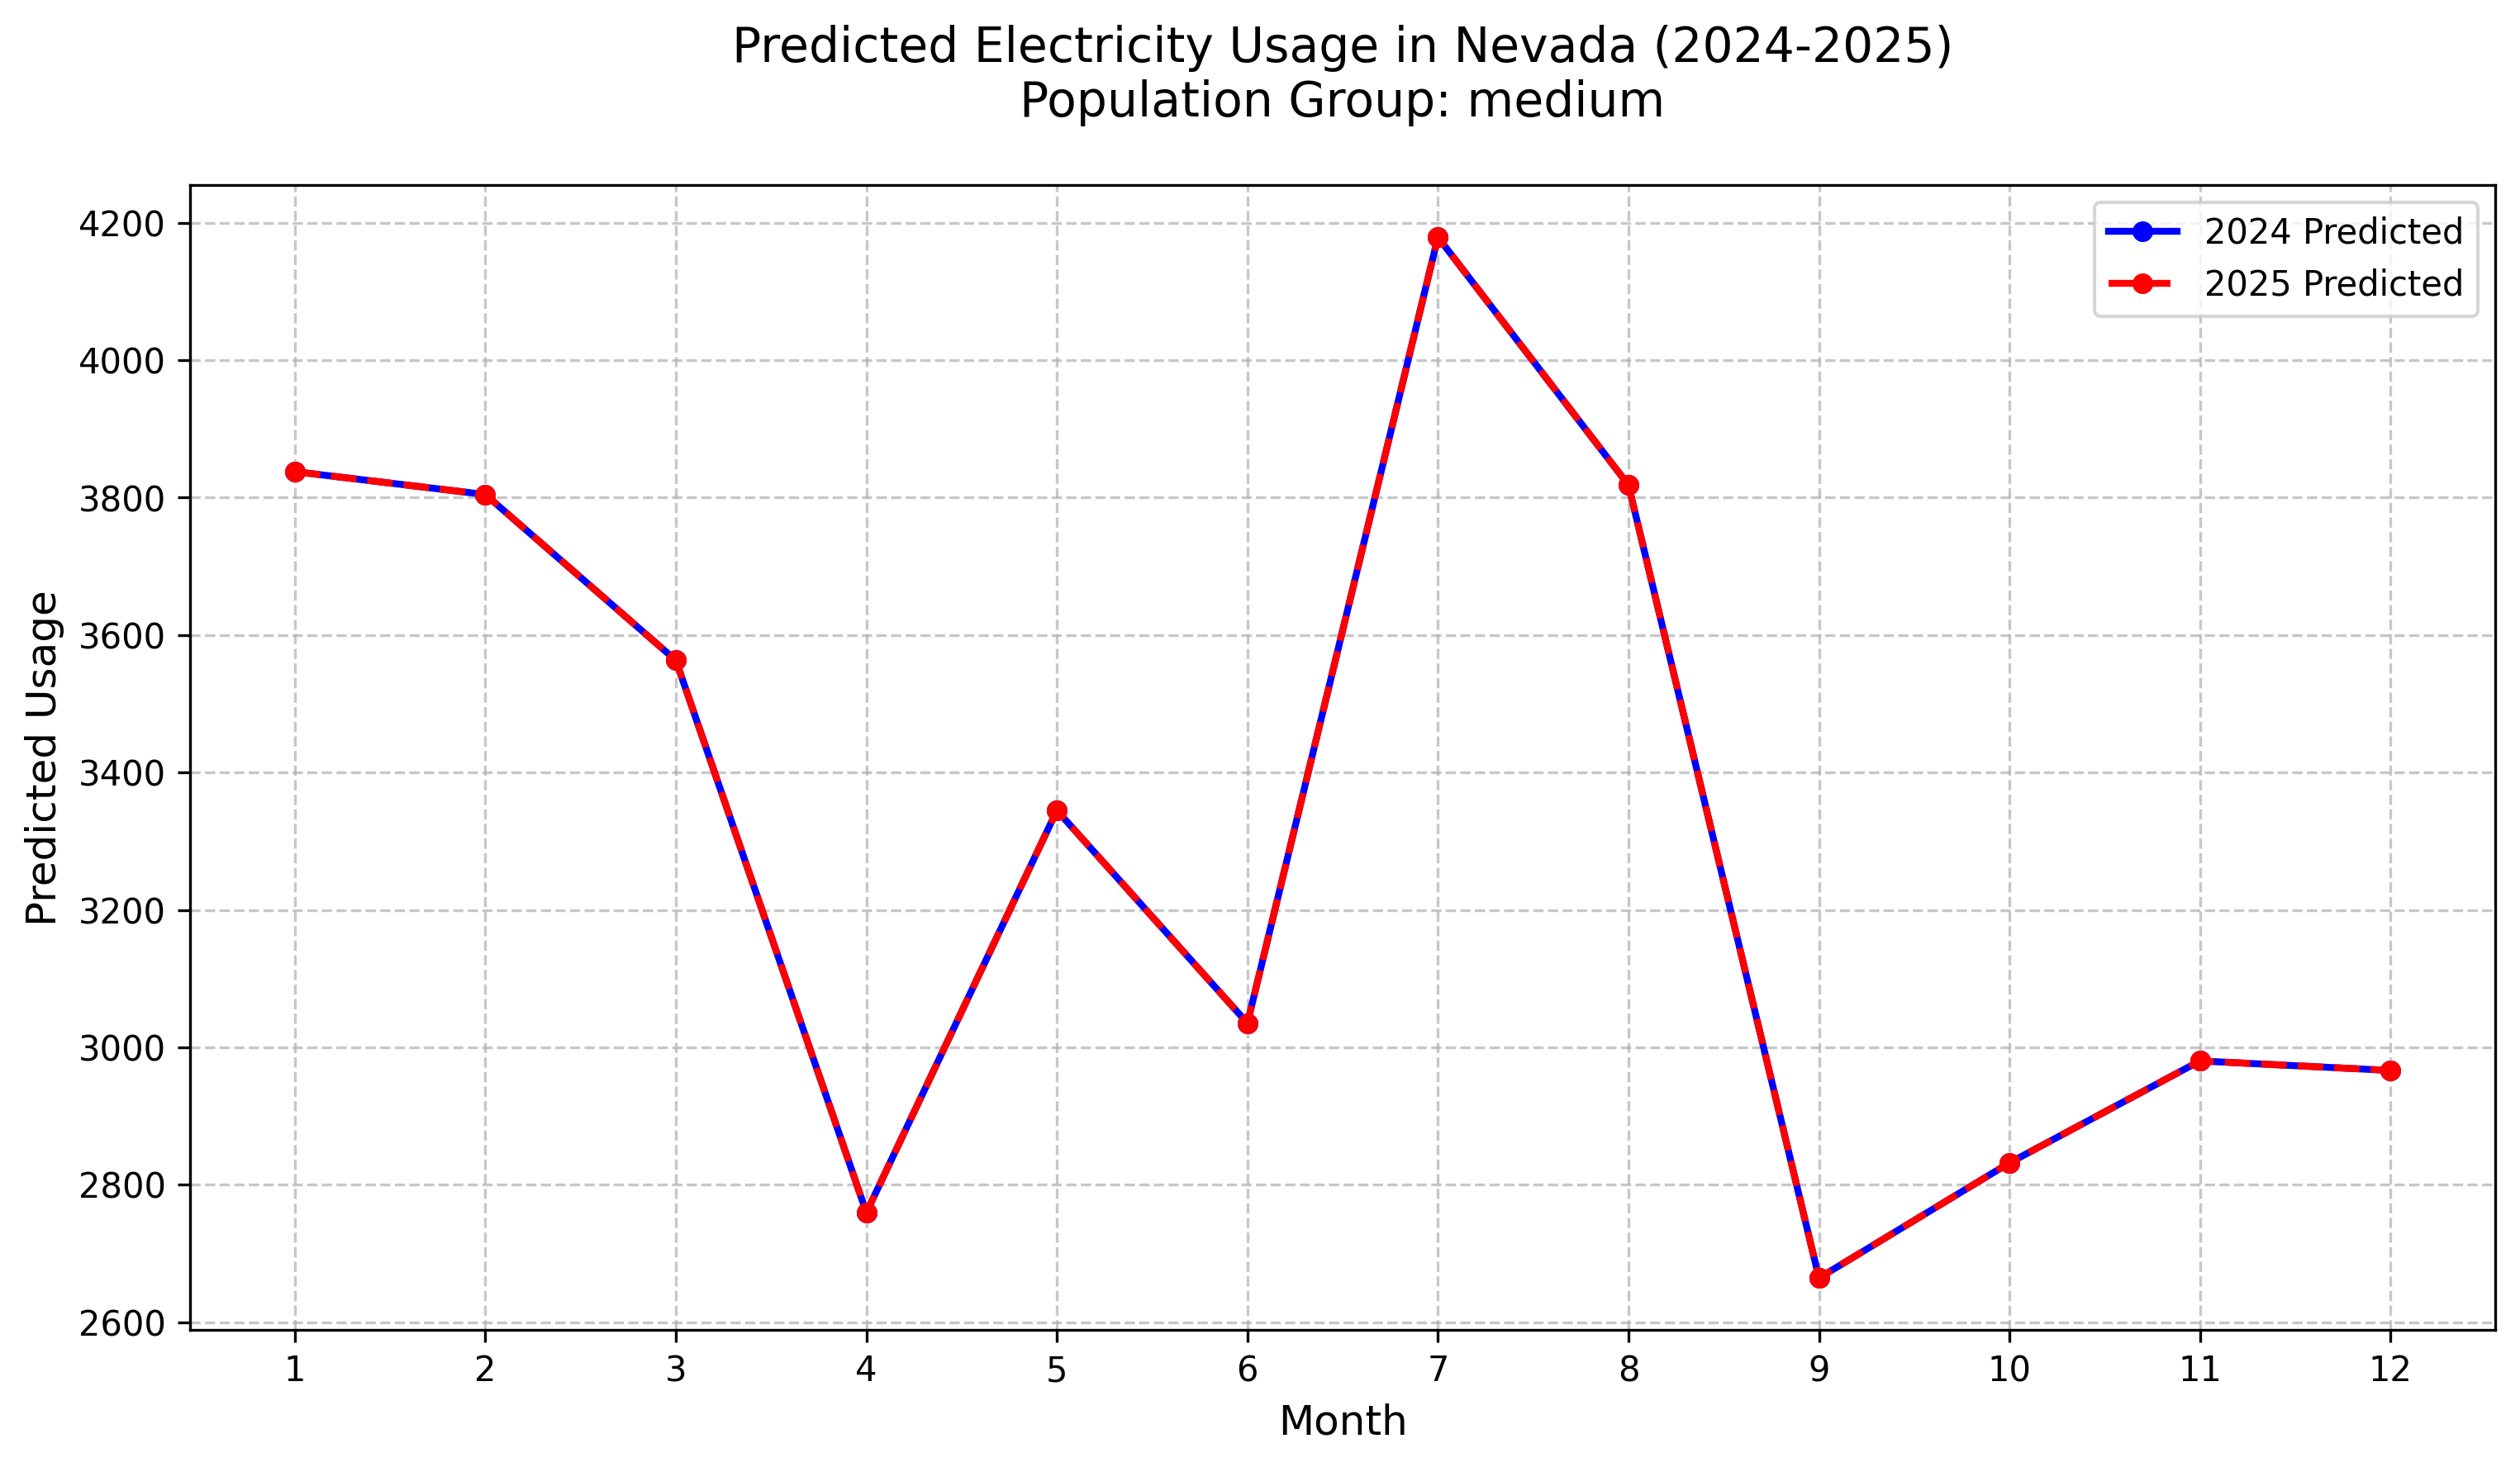 Predicted Electricity Usage in Nevada (2024-2025)
Population Group: medium
4200
4000
3800
3600
3400
3200
3000
2800
2600
Predicted Usage
2024 Predicted
2025 Predicted
1 2 3 4 5 6 7 8 9 10 11 12
Month